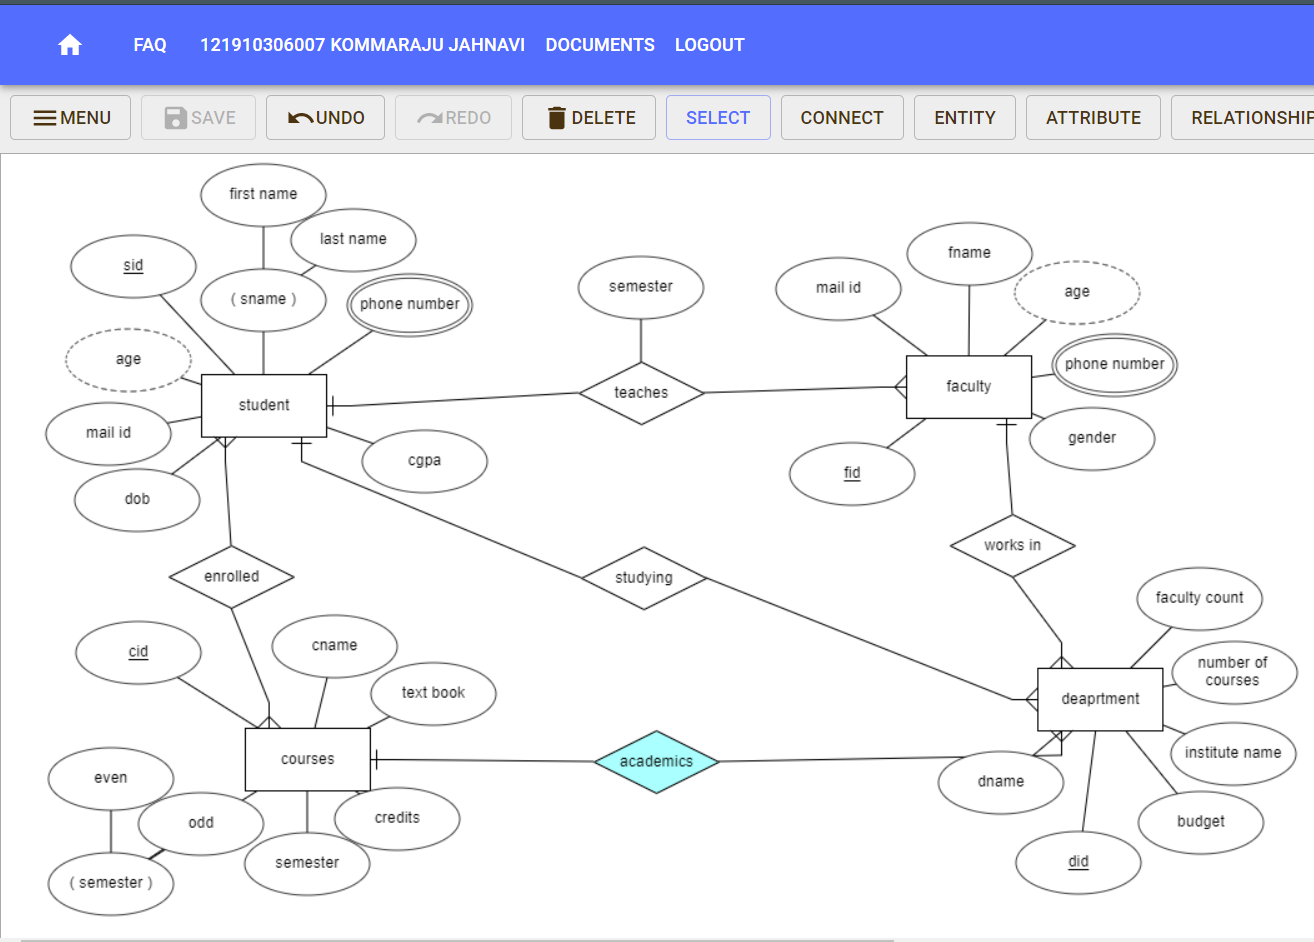 FAQ 121910306007 KOMMARAJU JAHNAVI DOCUMENTS LOGOUT
MENU SAVE UNDO REDO DELETE SELECT CONNECT ENTITY ATTRIBUTE RELATIONSHIP
first name
last name
sid
( sname )
phone number
age
student
mail id
dob
cgpa
semester
teaches
fname
mail id
age
phone number
faculty
gender
fid
works in
enrolled
studying
faculty count
number of
courses
deaprtment
institute name
dname
budget
did
cid
cname
text book
courses
academics
even
odd
credits
semester
( semester )